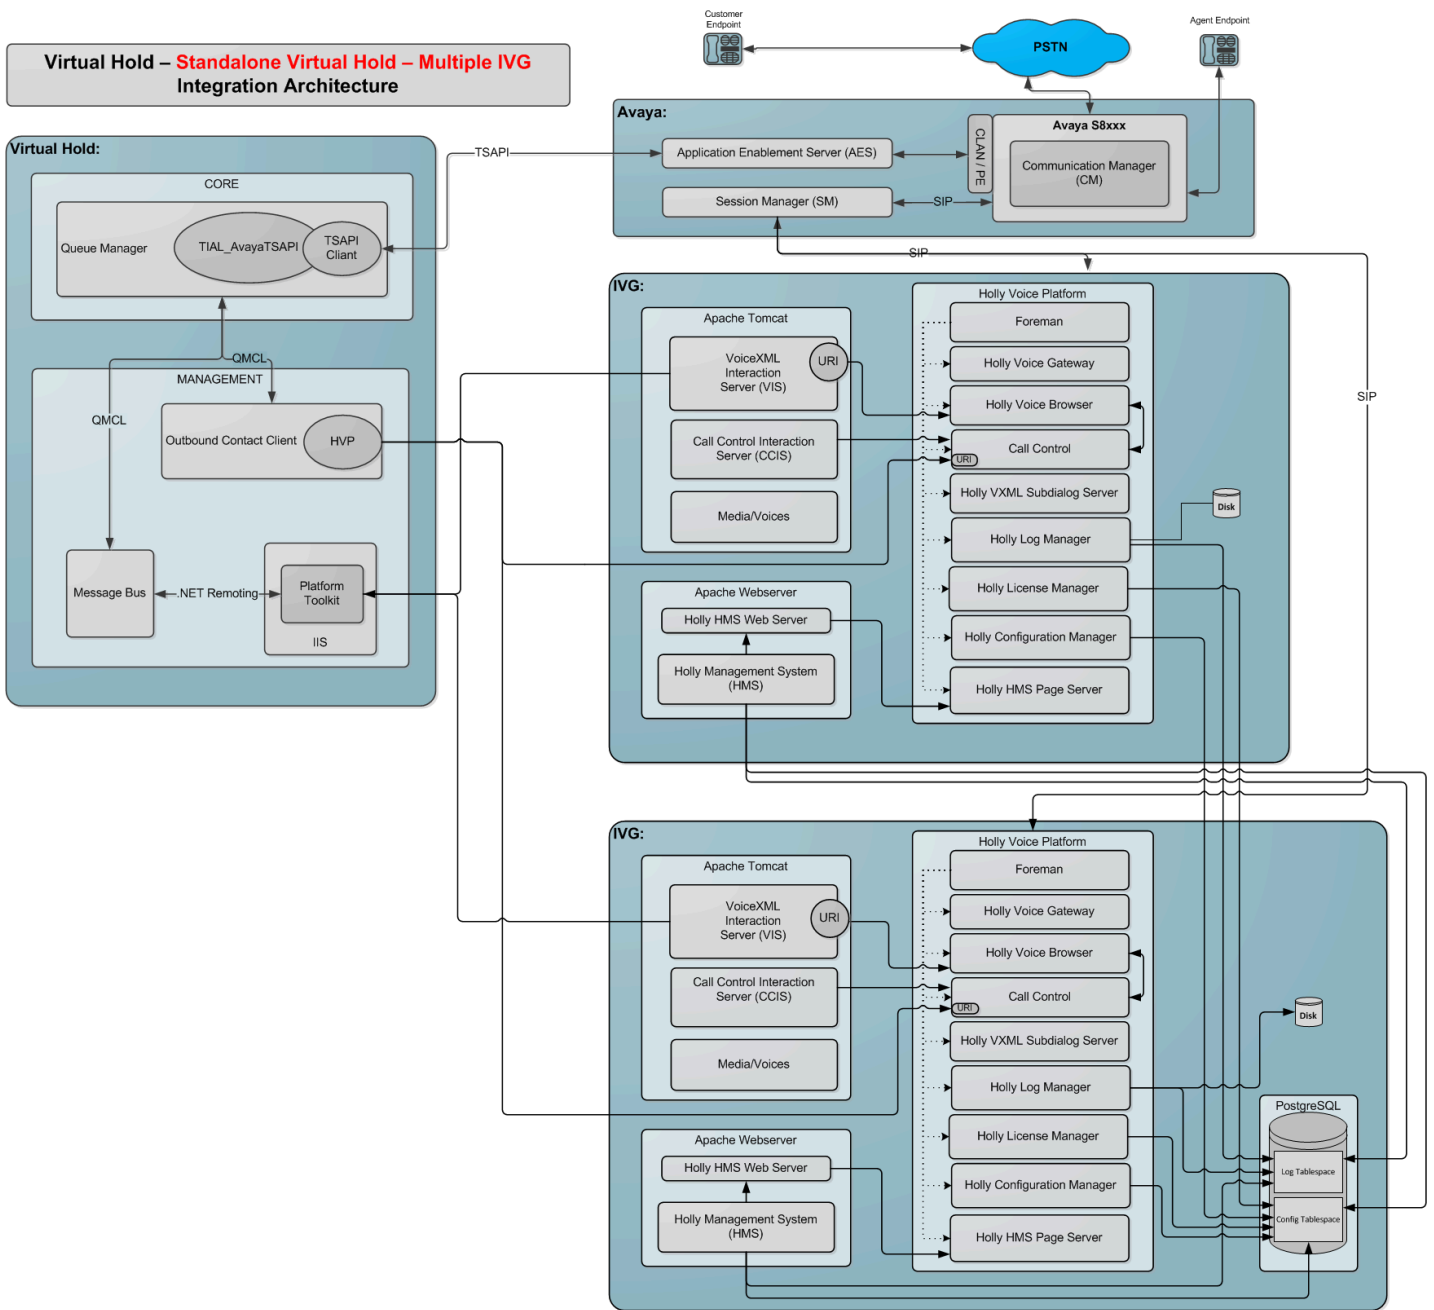 Customer
Endpoint
PSTN
Agent Endpoint
Virtual Hold – Standalone Virtual Hold – Multiple IVG
Integration Architecture
Avaya:
Application Enablement Server (AES)
Session Manager (SM)
SIP
CLAN / PE
Avaya S8xxx
Communication Manager
(CM)
TSAPI
Virtual Hold:
CORE
Queue Manager
TIAL_AvayaTSAPI
TSAPI
Client
QMCL
MANAGEMENT
QMCL
Outbound Contact Client
HVP
Message Bus
.NET Remoting
Platform
Toolkit
IIS
SIP
SIP
IVG:
Apache Tomcat
VoiceXML
Interaction
Server (VIS)
URI
Call Control Interaction
Server (CCIS)
Media/Voices
Apache Webserver
Holly HMS Web Server
Holly Management System
(HMS)
Holly Voice Platform
Foreman
Holly Voice Gateway
Holly Voice Browser
Call Control
URI
Holly VXML Subdialog Server
Holly Log Manager
Holly License Manager
Holly Configuration Manager
Holly HMS Page Server
Disk
IVG:
Apache Tomcat
VoiceXML
Interaction
Server (VIS)
URI
Call Control Interaction
Server (CCIS)
Media/Voices
Apache Webserver
Holly HMS Web Server
Holly Management System
(HMS)
Holly Voice Platform
Foreman
Holly Voice Gateway
Holly Voice Browser
Call Control
URI
Holly VXML Subdialog Server
Holly Log Manager
Holly License Manager
Holly Configuration Manager
Holly HMS Page Server
Disk
PostgreSQL
Log Tablespace
Config Tablespace